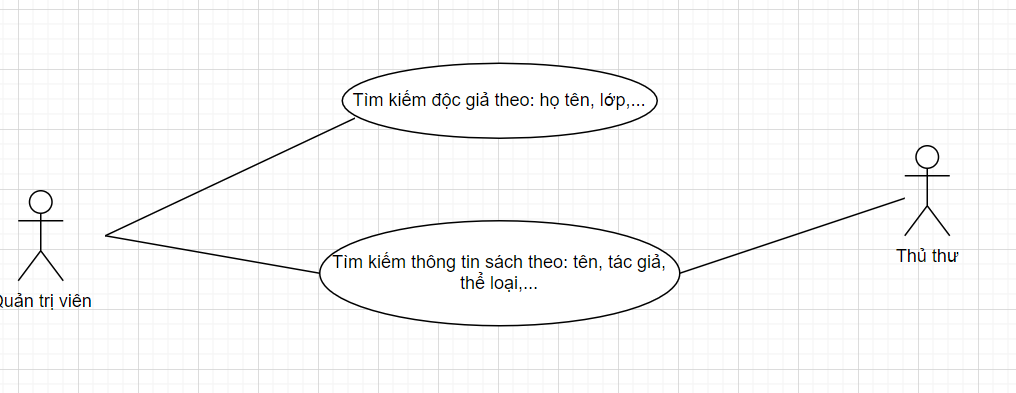 Tìm kiếm độc giả theo: họ tên, lớp,...
Tìm kiếm thông tin sách theo: tên, tác giả,
thể loại,...
Thủ thư
Quản trị viên